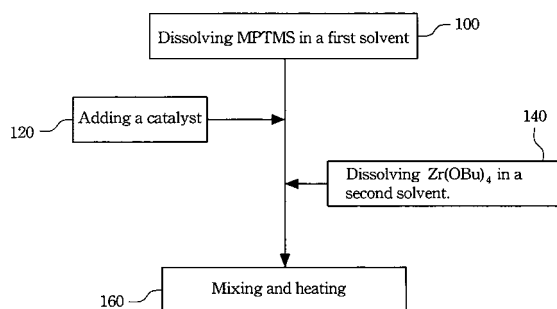 Dissolving MPTMS in a first solvent
100
Adding a catalyst
120
140
Dissolving Zr(OBu)4 in a
second solvent.
Mixing and heating
160